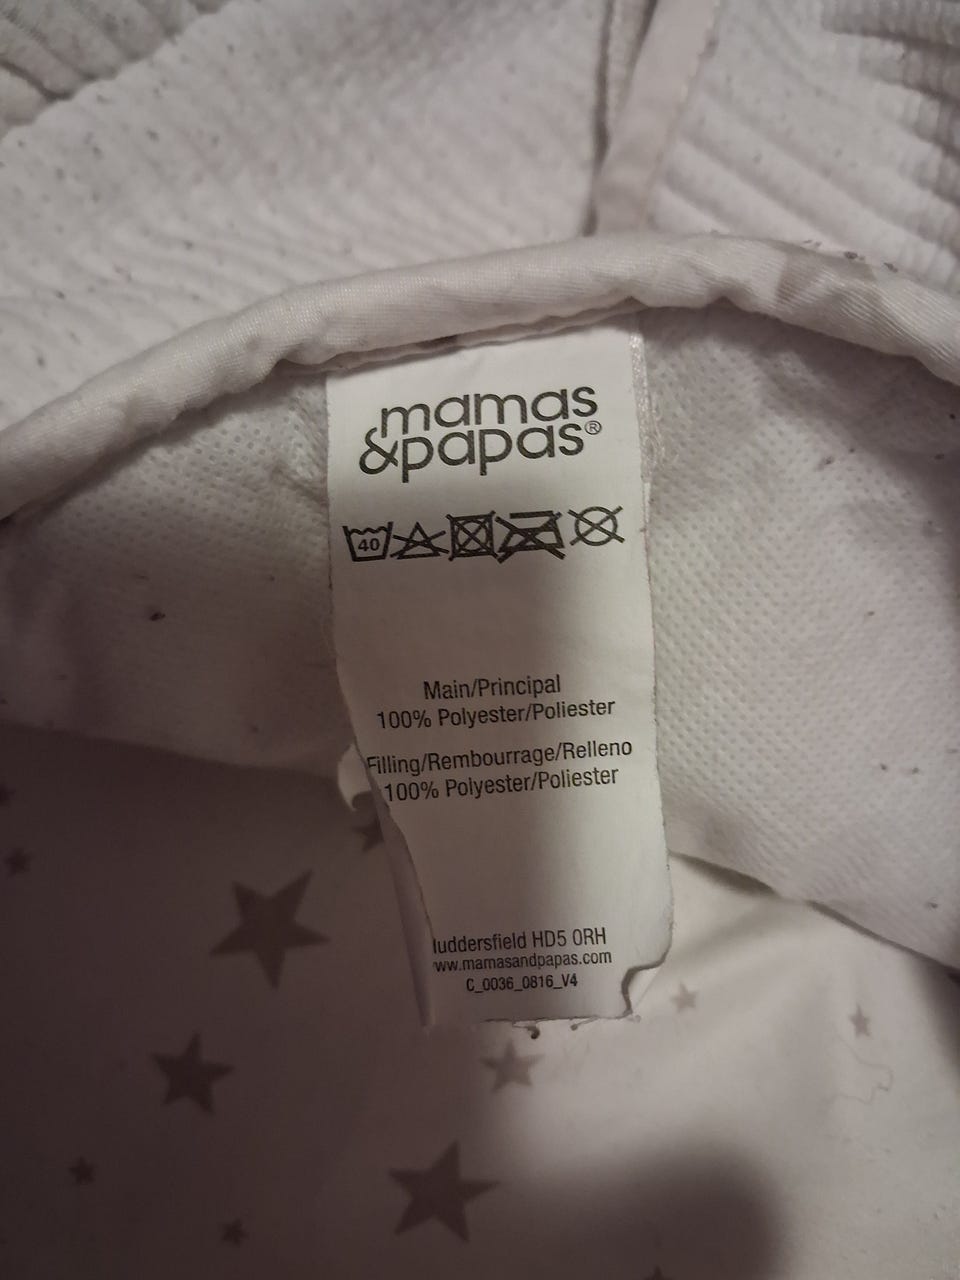 mamas
&papas®
40
Main/Principal
100% Polyester/Poliester
Filling/Rembourrage/Relleno
100% Polyester/Poliester
uddersfield HD5 0RH
ww.mamasandpapas.com
C_0036_0816_V4